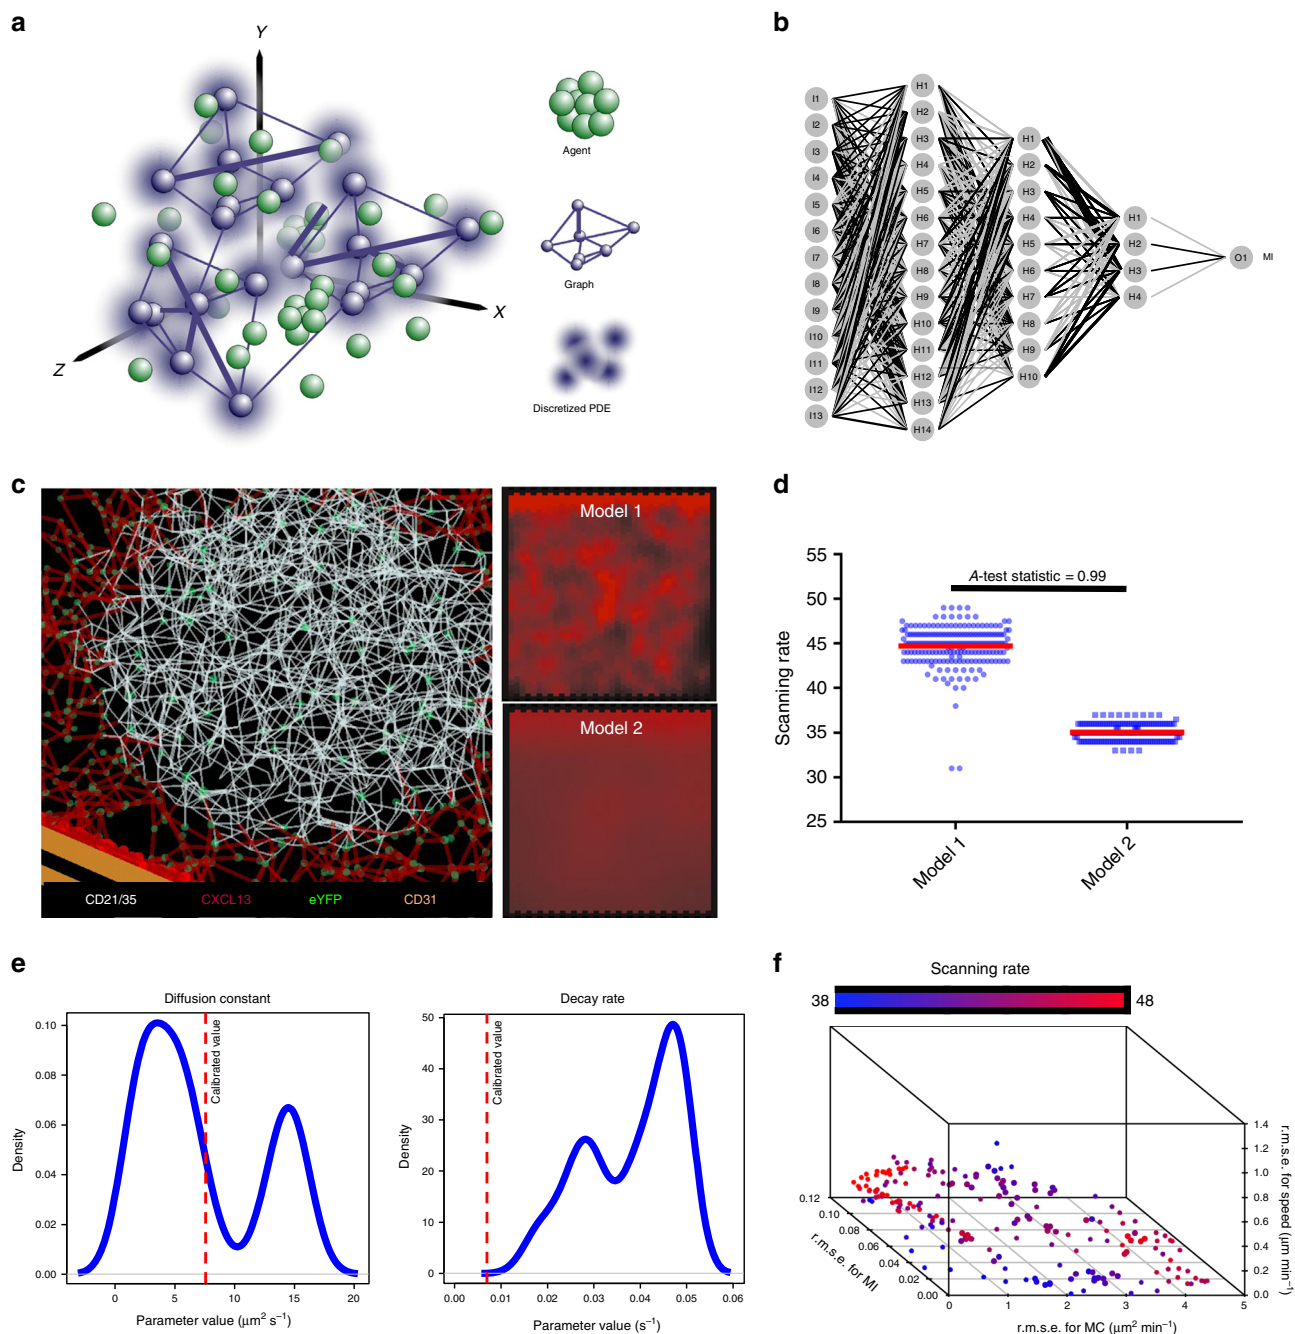 a
Y
X
Z
Agent
Graph
Discretized PDE
b
I1
I2
I3
I4
I5
I6
I7
I8
I9
I10
I11
I12
I13
H1
H2
H3
H4
H5
H6
H7
H8
H9
H10
H11
H12
H13
H14
H1
H2
H3
H4
H5
H6
H7
H8
H9
H10
H1
H2
H3
H4
O1
MI
c
Model 1
Model 2
CD21/35 CXCL13 eYFP CD31
d
Scanning rate
55
50
45
40
35
30
25
A-test statistic = 0.99
Model 1
Model 2
e
Diffusion constant
Density
0.10
0.08
0.06
0.04
0.02
0.00
Calibrated value
0 5 10 15 20
Parameter value (μm² s⁻¹)
Decay rate
Density
50
40
30
20
10
0
Calibrated value
0.00 0.01 0.02 0.03 0.04 0.05 0.06
Parameter value (s⁻¹)
f
Scanning rate
38 48
r.m.s.e. for MI
0.12
0.10
0.08
0.06
0.04
0.02
0.00
0 1 2 3 4 5
r.m.s.e. for MC (μm² min⁻¹)
1.4
1.2
1.0
0.8
0.6
0.4
0.2
0.0
r.m.s.e. for speed (μm min⁻¹)